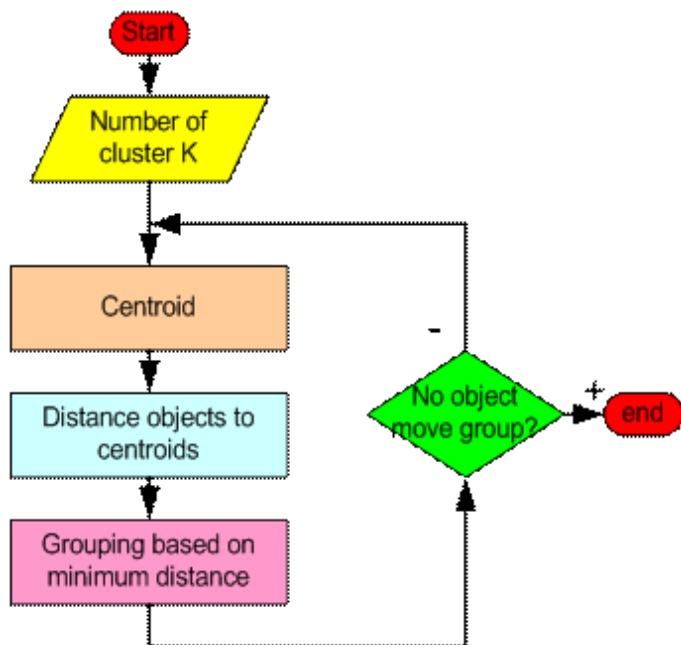 Start
Number of
cluster K
Centroid
Distance objects to
centroids
Grouping based on
minimum distance
-
No object
move group?
+
end